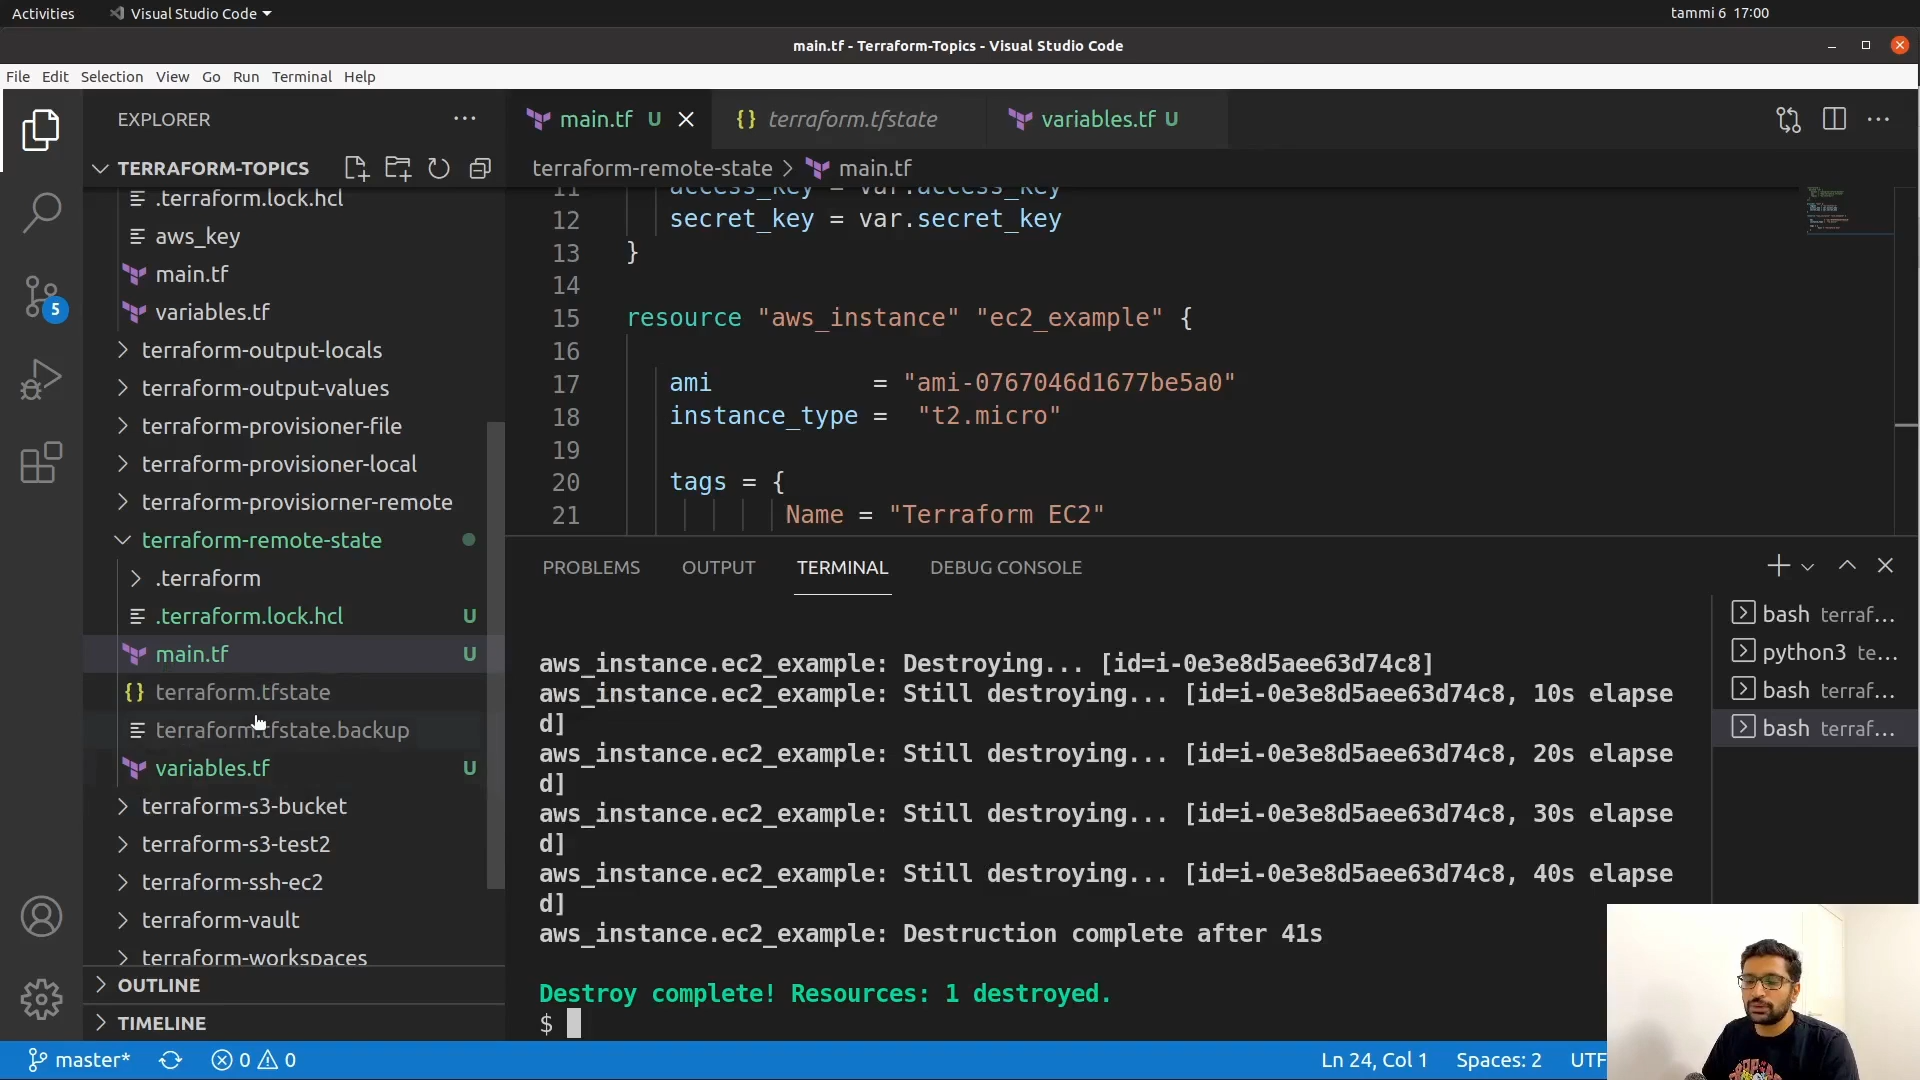 Activities
Visual Studio Code
tammi 6 17:00
main.tf - Terraform-Topics - Visual Studio Code
File Edit Selection View Go Run Terminal Help
EXPLORER
TERRAFORM-TOPICS
.terraform.lock.hcl
aws_key
main.tf
variables.tf
terraform-output-locals
terraform-output-values
terraform-provisioner-file
terraform-provisioner-local
terraform-provisiorner-remote
terraform-remote-state
.terraform
.terraform.lock.hcl U
main.tf U
terraform.tfstate
terraform.tfstate.backup
variables.tf U
terraform-s3-bucket
terraform-s3-test2
terraform-ssh-ec2
terraform-vault
terraform-workspaces
OUTLINE
TIMELINE
5
main.tf U
terraform.tfstate
variables.tf U
terraform-remote-state > main.tf
11 access_key = var.access_key
12 secret_key = var.secret_key
13 }
14
15 resource "aws_instance" "ec2_example" {
16
17 ami = "ami-0767046d1677be5a0"
18 instance_type = "t2.micro"
19
20 tags = {
21 Name = "Terraform EC2"
PROBLEMS OUTPUT TERMINAL DEBUG CONSOLE
aws_instance.ec2_example: Destroying... [id=i-0e3e8d5aee63d74c8]
aws_instance.ec2_example: Still destroying... [id=i-0e3e8d5aee63d74c8, 10s elapse
d]
aws_instance.ec2_example: Still destroying... [id=i-0e3e8d5aee63d74c8, 20s elapse
d]
aws_instance.ec2_example: Still destroying... [id=i-0e3e8d5aee63d74c8, 30s elapse
d]
aws_instance.ec2_example: Still destroying... [id=i-0e3e8d5aee63d74c8, 40s elapse
d]
aws_instance.ec2_example: Destruction complete after 41s
Destroy complete! Resources: 1 destroyed.
$
bash terraf...
python3 te...
bash terraf...
bash terraf...
master*
0 0
Ln 24, Col 1
Spaces: 2
UTF